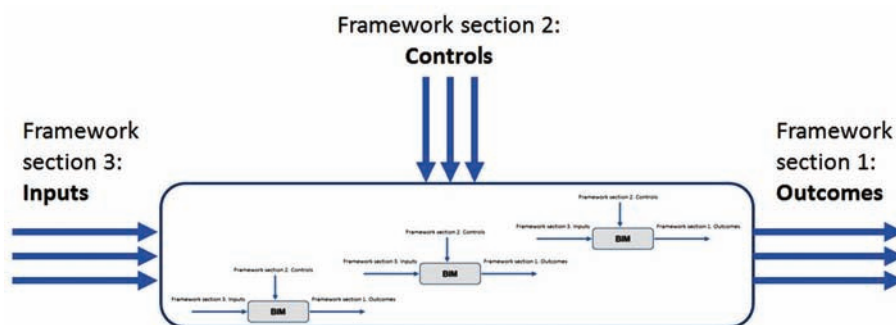 Framework section 2:
Controls
Framework
section 3:
Inputs
Framework
section 1:
Outcomes
Framework section 2. Controls
Framework section 3. Inputs
Framework section 1. Outcomes
BIM
Framework section 2. Controls
Framework section 3. Inputs
Framework section 1. Outcomes
BIM
Framework section 2. Controls
Framework section 3. Inputs
Framework section 1. Outcomes
BIM